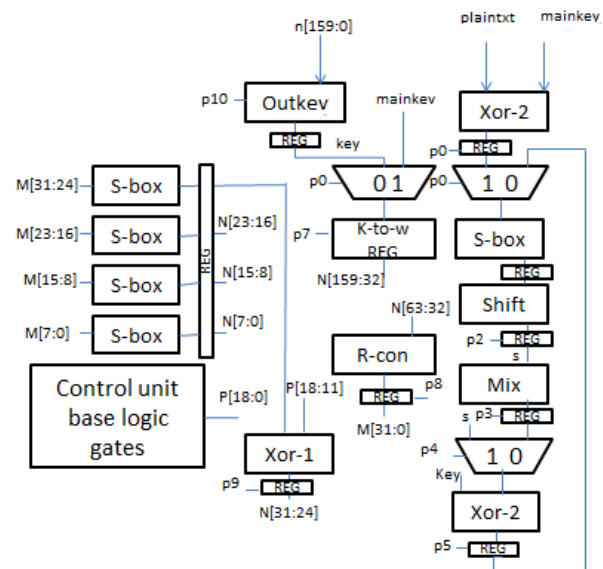 plaintxt mainkey
n[159:0]
p10 Outkev mainkev Xor-2
REG key p0 REG
p0 0 1 p0 1 0
M[31:24] S-box
M[23:16] S-box N[23:16] p7 K-to-w REG S-box
REG
M[15:8] S-box N[15:8] N[159:32] REG
N[63:32] Shift
M[7:0] S-box N[7:0] R-con p2 REG
s
Control unit base logic gates P[18:0] P[18:11] REG p8 Mix
M[31:0] s p3 REG
Xor-1 p4 1 0
p9 REG Key
N[31:24] Xor-2
p5 REG